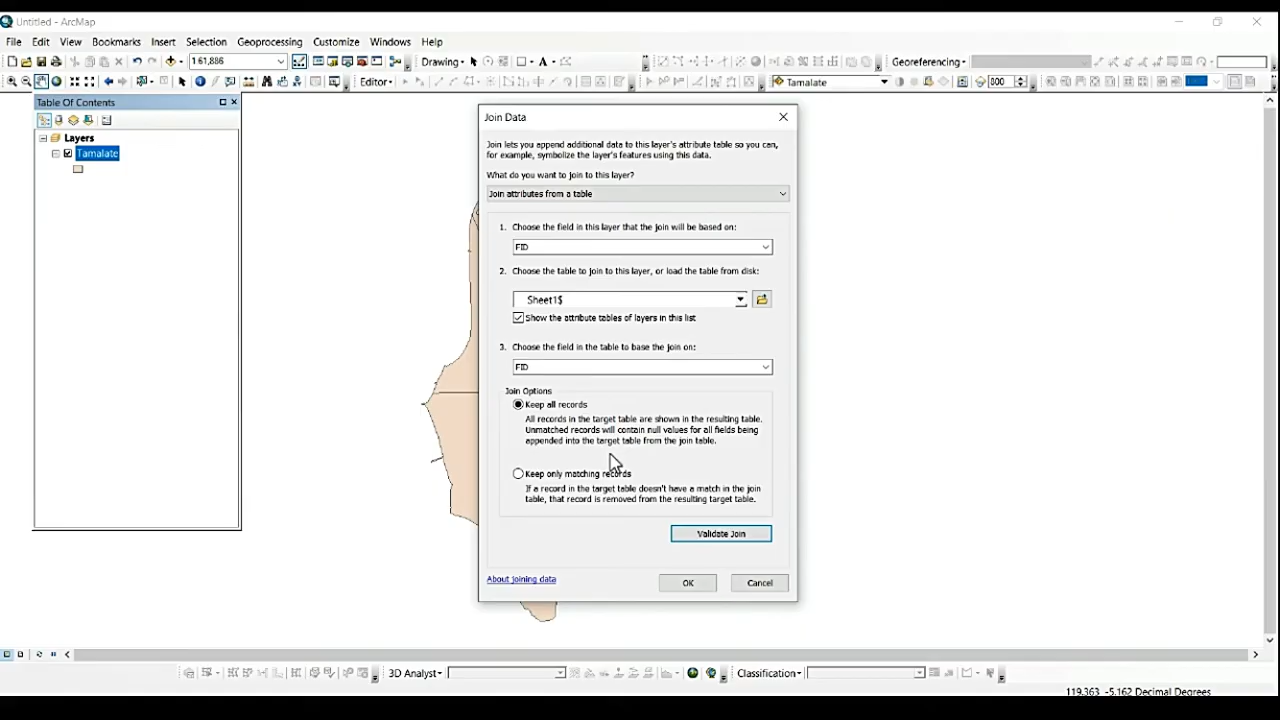 Untitled - ArcMap
File Edit View Bookmarks Insert Selection Geoprocessing Customize Windows Help
1:61,886
Drawing
Georeferencing
Editor
Tamalate
800
Table Of Contents
Layers
Tamalate
Join Data
Join lets you append additional data to this layer's attribute table so you can,
for example, symbolize the layer's features using this data.
What do you want to join to this layer?
Join attributes from a table
1. Choose the field in this layer that the join will be based on:
FID
2. Choose the table to join to this layer, or load the table from disk:
Sheet1$
Show the attribute tables of layers in this list
3. Choose the field in the table to base the join on:
FID
Join Options
Keep all records
All records in the target table are shown in the resulting table.
Unmatched records will contain null values for all fields being
appended into the target table from the join table.
Keep only matching records
If a record in the target table doesn't have a match in the join
table, that record is removed from the resulting target table.
Validate Join
About joining data
OK
Cancel
3D Analyst
Classification
119.363 -5.162 Decimal Degrees